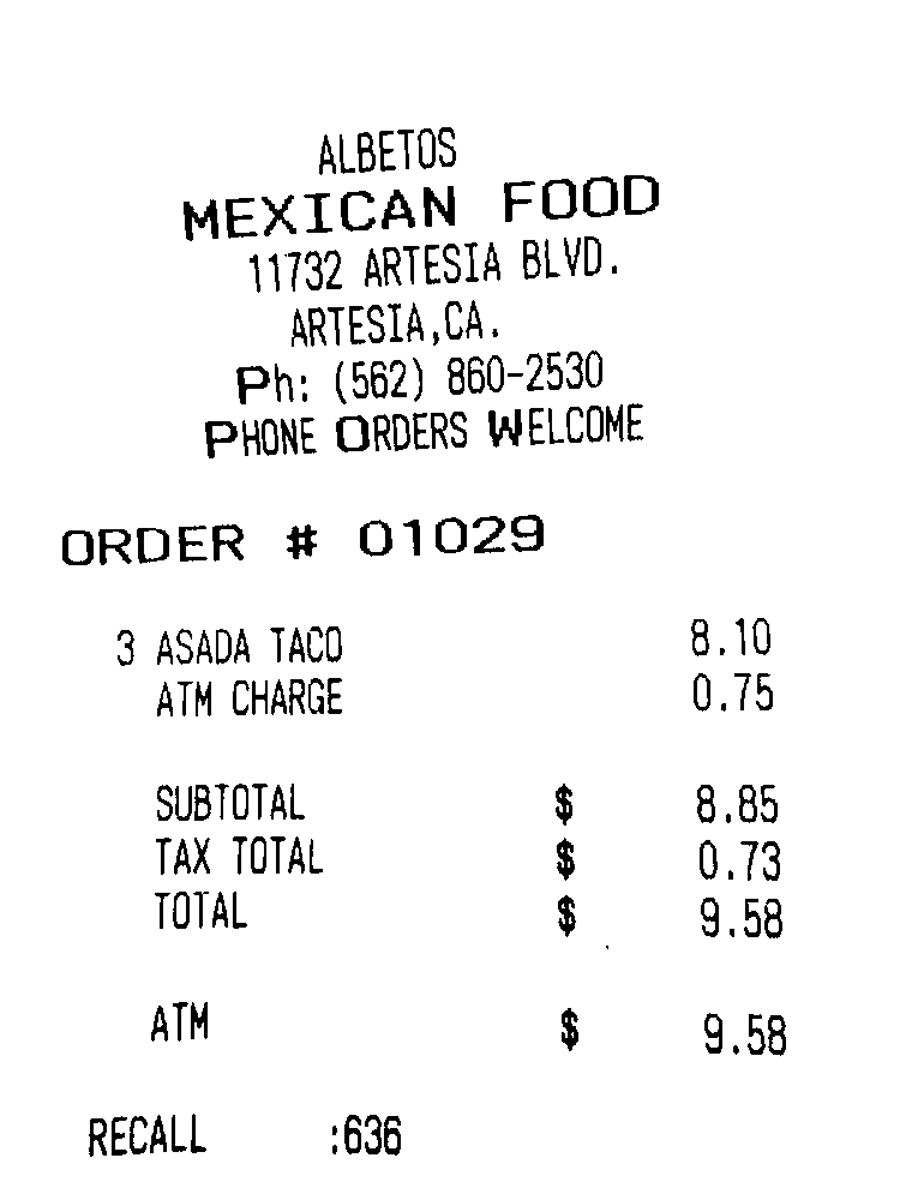 ALBETOS
MEXICAN FOOD
11732 ARTESIA BLVD.
ARTESIA,CA.
Ph: (562) 860-2530
PHONE ORDERS WELCOME
ORDER # 01029
3 ASADA TACO 8.10
ATM CHARGE 0.75
SUBTOTAL $ 8.85
TAX TOTAL $ 0.73
TOTAL $ 9.58
ATM $ 9.58
RECALL :636